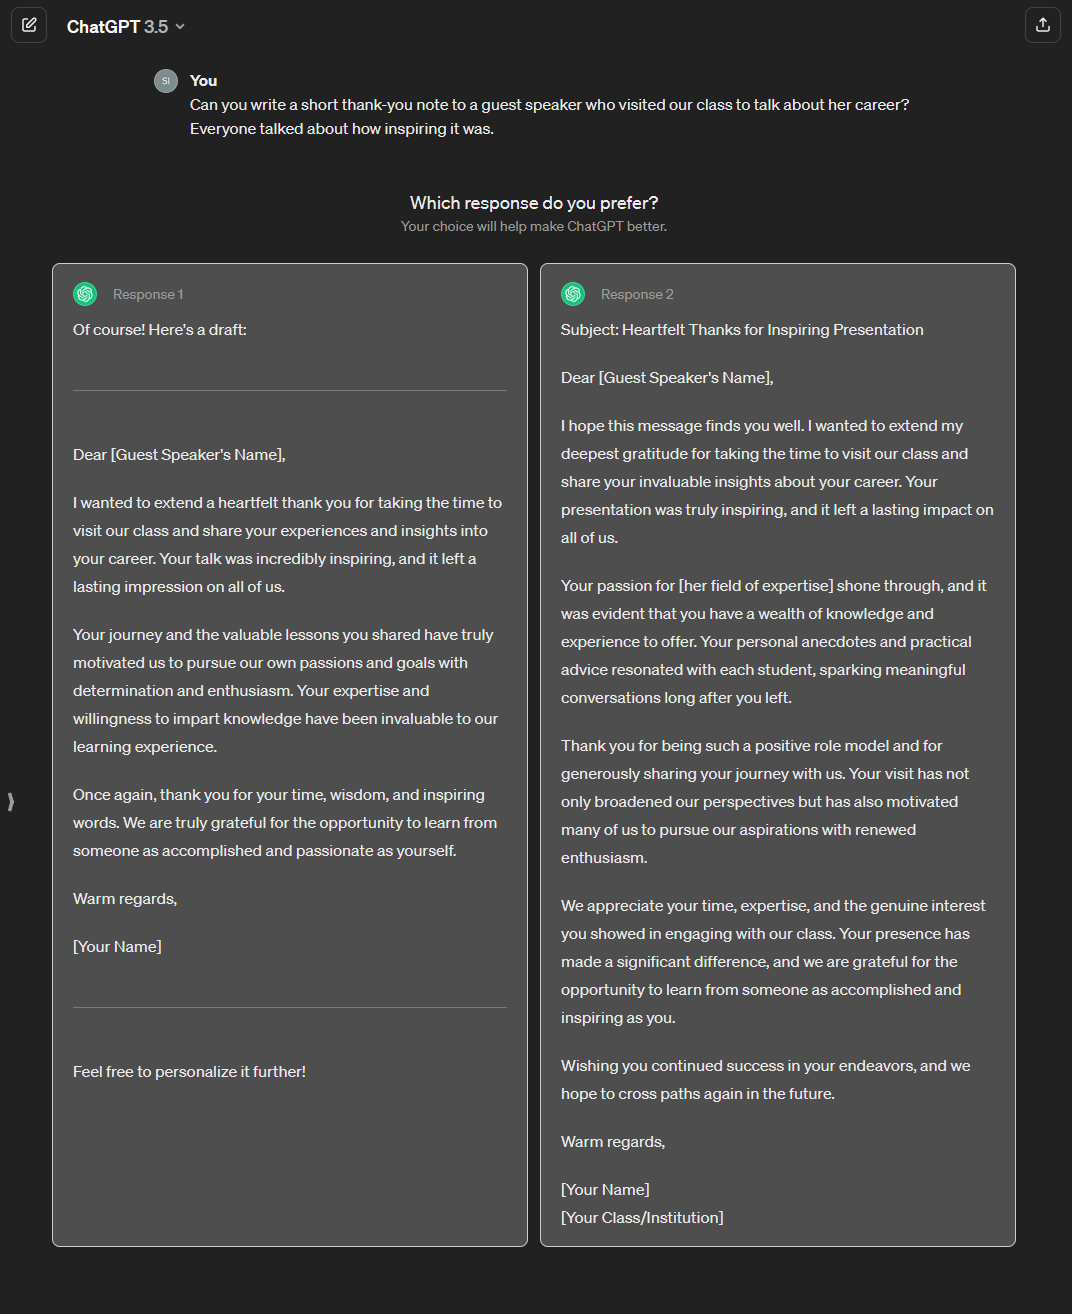 ChatGPT 3.5
SI
You
Can you write a short thank-you note to a guest speaker who visited our class to talk about her career?
Everyone talked about how inspiring it was.
Which response do you prefer?
Your choice will help make ChatGPT better.
Response 1
Of course! Here's a draft:
Dear [Guest Speaker's Name],
I wanted to extend a heartfelt thank you for taking the time to
visit our class and share your experiences and insights into
your career. Your talk was incredibly inspiring, and it left a
lasting impression on all of us.
Your journey and the valuable lessons you shared have truly
motivated us to pursue our own passions and goals with
determination and enthusiasm. Your expertise and
willingness to impart knowledge have been invaluable to our
learning experience.
Once again, thank you for your time, wisdom, and inspiring
words. We are truly grateful for the opportunity to learn from
someone as accomplished and passionate as yourself.
Warm regards,
[Your Name]
Feel free to personalize it further!
Response 2
Subject: Heartfelt Thanks for Inspiring Presentation
Dear [Guest Speaker's Name],
I hope this message finds you well. I wanted to extend my
deepest gratitude for taking the time to visit our class and
share your invaluable insights about your career. Your
presentation was truly inspiring, and it left a lasting impact on
all of us.
Your passion for [her field of expertise] shone through, and it
was evident that you have a wealth of knowledge and
experience to offer. Your personal anecdotes and practical
advice resonated with each student, sparking meaningful
conversations long after you left.
Thank you for being such a positive role model and for
generously sharing your journey with us. Your visit has not
only broadened our perspectives but has also motivated
many of us to pursue our aspirations with renewed
enthusiasm.
We appreciate your time, expertise, and the genuine interest
you showed in engaging with our class. Your presence has
made a significant difference, and we are grateful for the
opportunity to learn from someone as accomplished and
inspiring as you.
Wishing you continued success in your endeavors, and we
hope to cross paths again in the future.
Warm regards,
[Your Name]
[Your Class/Institution]